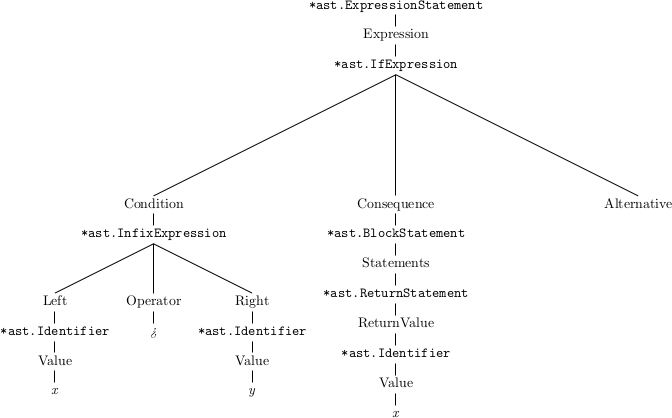 *ast.ExpressionStatement
Expression
*ast.IfExpression
Condition Consequence Alternative
*ast.InfixExpression *ast.BlockStatement
Statements
Left Operator Right *ast.ReturnStatement
*ast.Identifier *ast.Identifier ReturnValue
*ast.Identifier
Value Value
Value
x y
x